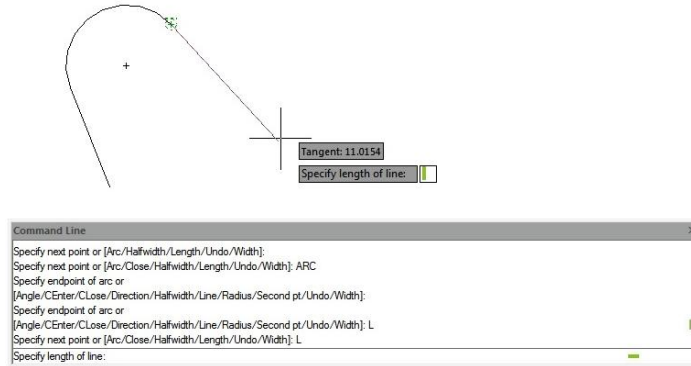 Tangent: 11.0154
Specify length of line:
Command Line
Specify next point or [Arc/Halfwidth/Length/Undo/Width]:
Specify next point or [Arc/Close/Halfwidth/Length/Undo/Width]: ARC
Specify endpoint of arc or
[Angle/CEnter/CLose/Direction/Halfwidth/Line/Radius/Second pt/Undo/Width]:
Specify endpoint of arc or
[Angle/CEnter/CLose/Direction/Halfwidth/Line/Radius/Second pt/Undo/Width]: L
Specify next point or [Arc/Close/Halfwidth/Length/Undo/Width]: L
Specify length of line: